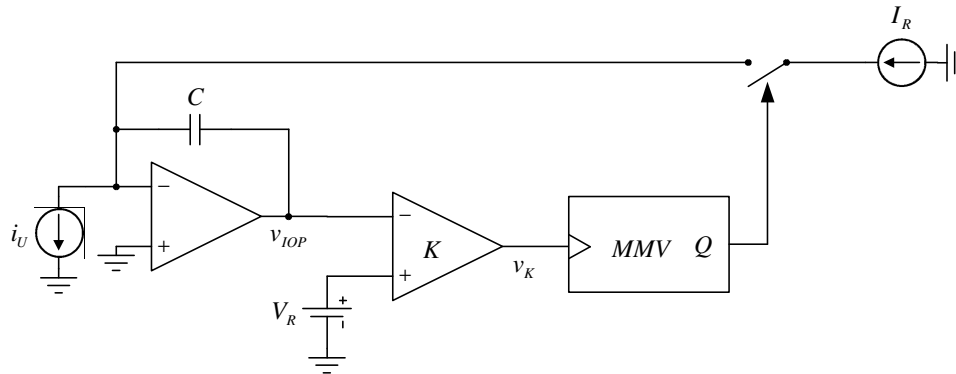 I_R
C
−
+
i_U
v_IOP
−
+
K
v_K
MMV Q
V_R
+
-